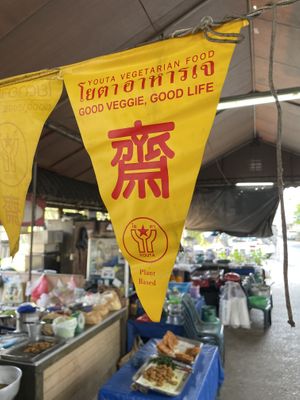 YOUTA VEGETARIAN FOOD
โยตาอาหารเจ
GOOD VEGGIE, GOOD LIFE
齋
YOUTA
Plant
Based